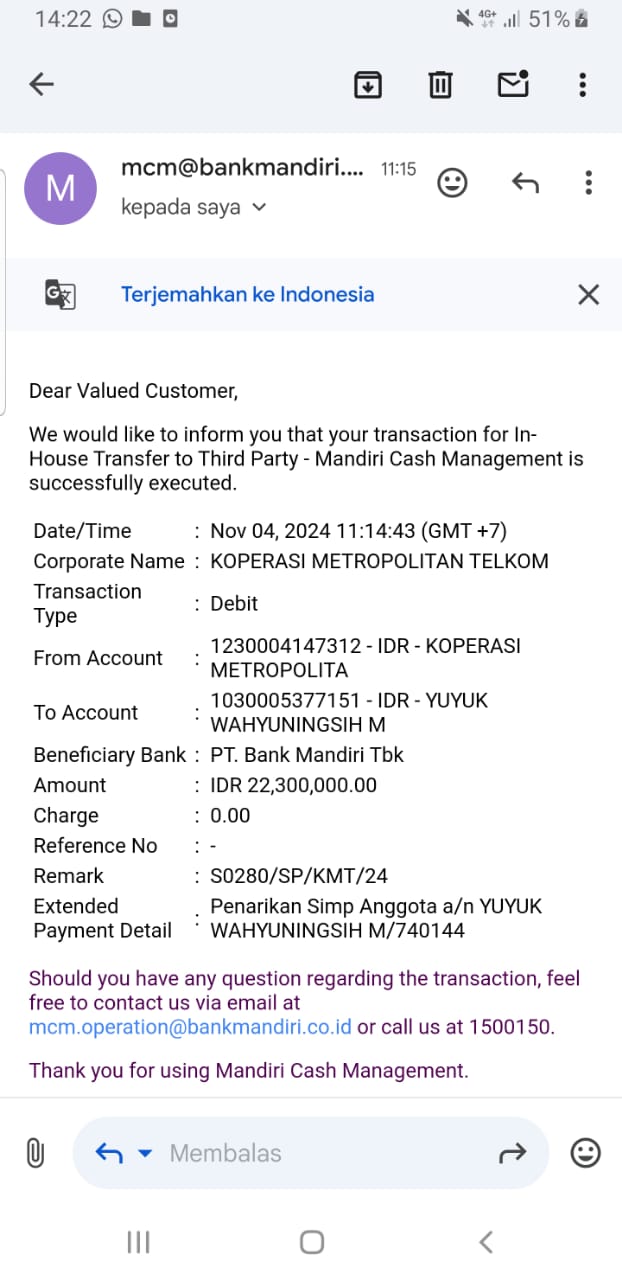 14:22
4G+
51%
mcm@bankmandiri.... 11:15
M
kepada saya
Terjemahkan ke Indonesia
Dear Valued Customer,
We would like to inform you that your transaction for In-
House Transfer to Third Party - Mandiri Cash Management is
successfully executed.
Date/Time : Nov 04, 2024 11:14:43 (GMT +7)
Corporate Name : KOPERASI METROPOLITAN TELKOM
Transaction
Type : Debit
From Account : 1230004147312 - IDR - KOPERASI
METROPOLITA
To Account : 1030005377151 - IDR - YUYUK
WAHYUNINGSIH M
Beneficiary Bank : PT. Bank Mandiri Tbk
Amount : IDR 22,300,000.00
Charge : 0.00
Reference No : -
Remark : S0280/SP/KMT/24
Extended Payment Detail : Penarikan Simp Anggota a/n YUYUK
WAHYUNINGSIH M/740144
Should you have any question regarding the transaction, feel
free to contact us via email at
mcm.operation@bankmandiri.co.id or call us at 1500150.
Thank you for using Mandiri Cash Management.
Membalas